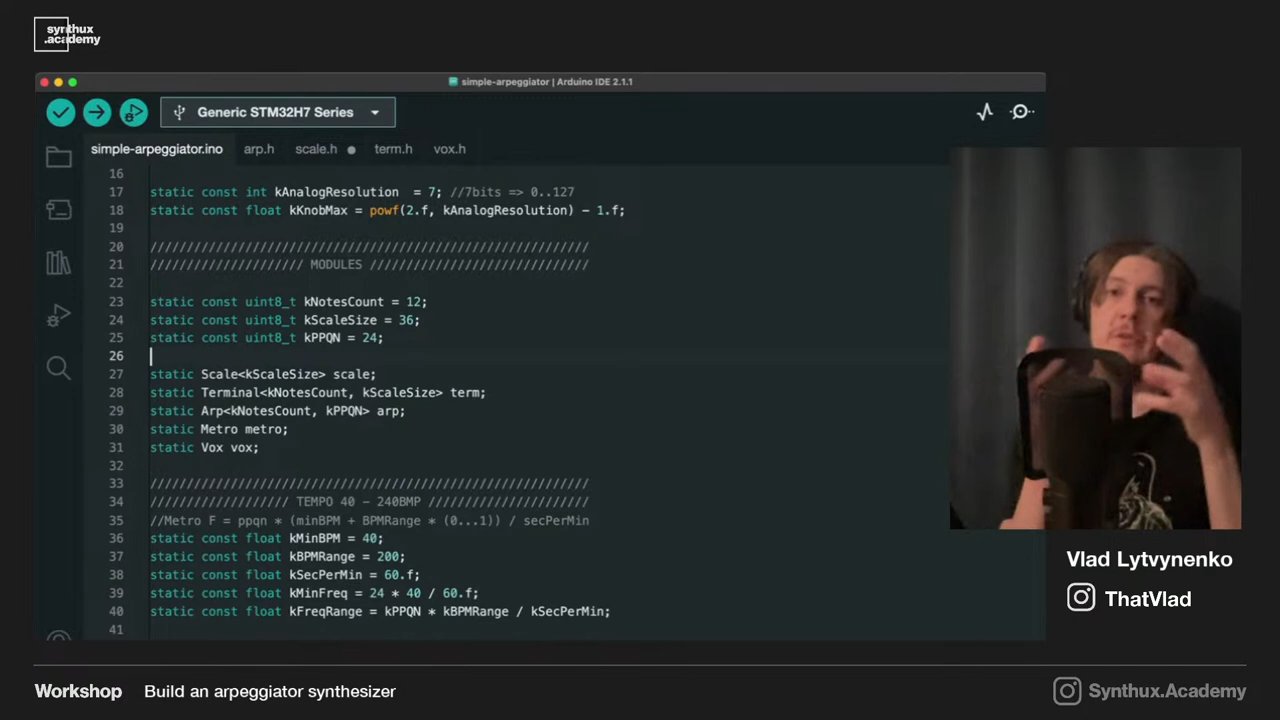 synthux
.academy
simple-arpeggiator | Arduino IDE 2.1.1
Generic STM32H7 Series
simple-arpeggiator.ino arp.h scale.h term.h vox.h
16
17 static const int kAnalogResolution = 7; //7bits => 0..127
18 static const float kKnobMax = powf(2.f, kAnalogResolution) - 1.f;
19
20 ////////////////////////////////////////////////////////////
21 ///////////////////// MODULES //////////////////////////////
22
23 static const uint8_t kNotesCount = 12;
24 static const uint8_t kScaleSize = 36;
25 static const uint8_t kPPQN = 24;
26
27 static Scale<kScaleSize> scale;
28 static Terminal<kNotesCount, kScaleSize> term;
29 static Arp<kNotesCount, kPPQN> arp;
30 static Metro metro;
31 static Vox vox;
32
33 ////////////////////////////////////////////////////////////
34 /////////////////// TEMPO 40 - 240BMP //////////////////////
35 //Metro F = ppqn * (minBPM + BPMRange * (0...1)) / secPerMin
36 static const float kMinBPM = 40;
37 static const float kBPMRange = 200;
38 static const float kSecPerMin = 60.f;
39 static const float kMinFreq = 24 * 40 / 60.f;
40 static const float kFreqRange = kPPQN * kBPMRange / kSecPerMin;
41
Vlad Lytvynenko
ThatVlad
Workshop Build an arpeggiator synthesizer
Synthux.Academy